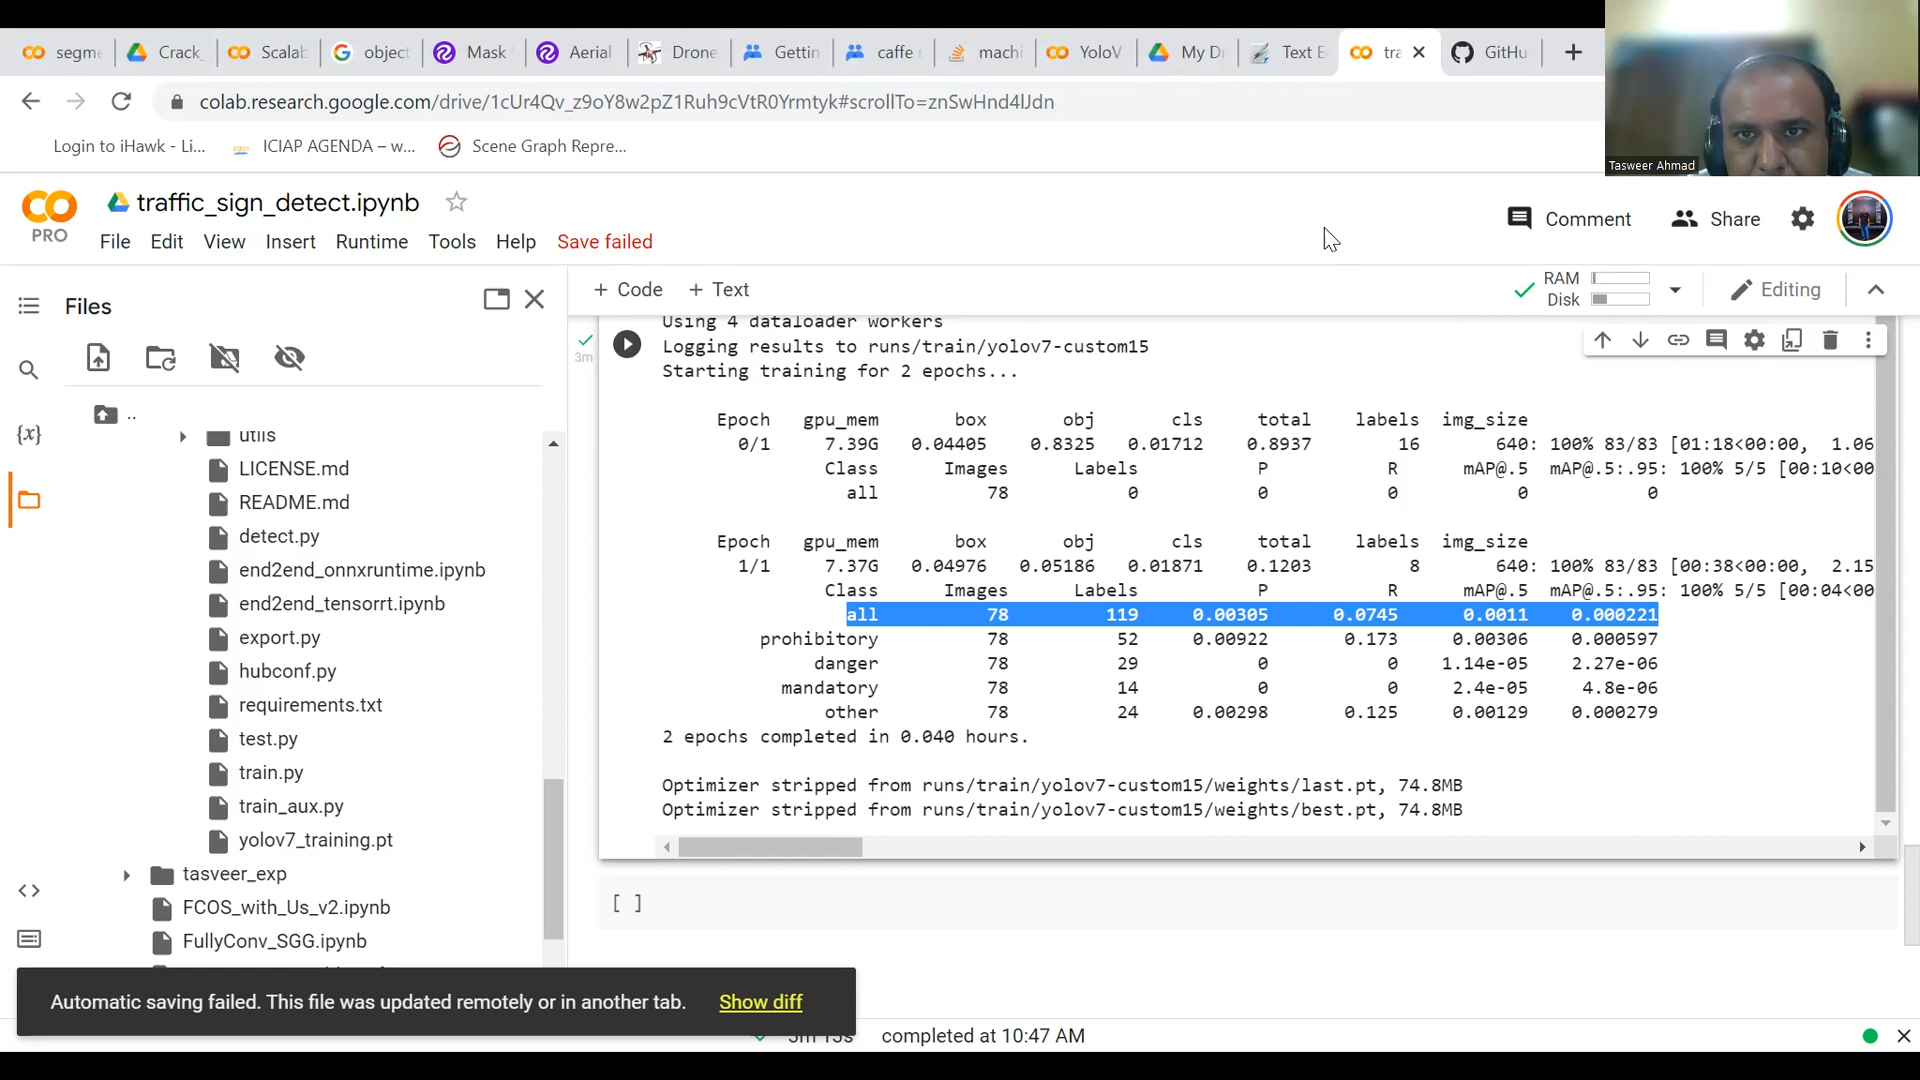 segm
Crack_
Scalab
object
Mask
Aerial
Drone
Gettin
caffe r
machi
YoloV
My Dr
Text E
tra
GitHu
colab.research.google.com/drive/1cUr4Qv_z9oY8w2pZ1Ruh9cVtR0Yrmtyk#scrollTo=znSwHnd4lJdn
Tasweer Ahmad
Login to iHawk - Li...
ICIAP AGENDA – w...
Scene Graph Repre...
traffic_sign_detect.ipynb
PRO
File Edit View Insert Runtime Tools Help Save failed
Comment
Share
+ Code + Text
RAM
Disk
Editing
Files
..
utils
LICENSE.md
README.md
detect.py
end2end_onnxruntime.ipynb
end2end_tensorrt.ipynb
export.py
hubconf.py
requirements.txt
test.py
train.py
train_aux.py
yolov7_training.pt
tasveer_exp
FCOS_with_Us_v2.ipynb
FullyConv_SGG.ipynb
3m
Using 4 dataloader workers
Logging results to runs/train/yolov7-custom15
Starting training for 2 epochs...
Epoch gpu_mem box obj cls total labels img_size
0/1 7.39G 0.04405 0.8325 0.01712 0.8937 16 640: 100% 83/83 [01:18<00:00, 1.06
Class Images Labels P R mAP@.5 mAP@.5:.95: 100% 5/5 [00:10<00
all 78 0 0 0 0 0
Epoch gpu_mem box obj cls total labels img_size
1/1 7.37G 0.04976 0.05186 0.01871 0.1203 8 640: 100% 83/83 [00:38<00:00, 2.15
Class Images Labels P R mAP@.5 mAP@.5:.95: 100% 5/5 [00:04<00
all 78 119 0.00305 0.0745 0.0011 0.000221
prohibitory 78 52 0.00922 0.173 0.00306 0.000597
danger 78 29 0 0 1.14e-05 2.27e-06
mandatory 78 14 0 0 2.4e-05 4.8e-06
other 78 24 0.00298 0.125 0.00129 0.000279
2 epochs completed in 0.040 hours.
Optimizer stripped from runs/train/yolov7-custom15/weights/last.pt, 74.8MB
Optimizer stripped from runs/train/yolov7-custom15/weights/best.pt, 74.8MB
[ ]
Automatic saving failed. This file was updated remotely or in another tab. Show diff
3m 13s completed at 10:47 AM